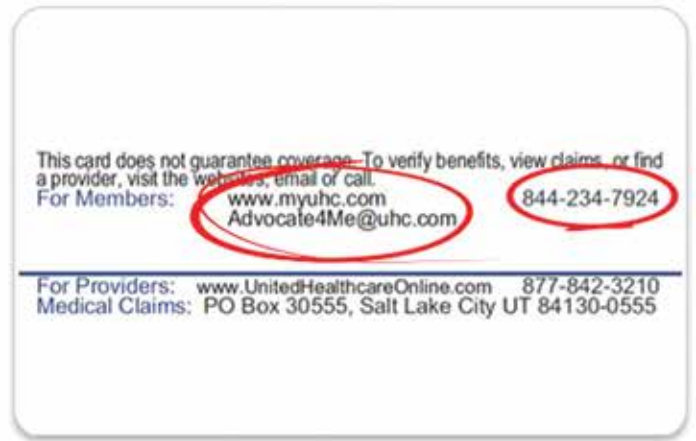 This card does not guarantee coverage. To verify benefits, view claims, or find
a provider, visit the websites, email or call.
For Members: www.myuhc.com 844-234-7924
Advocate4Me@uhc.com
For Providers: www.UnitedHealthcareOnline.com 877-842-3210
Medical Claims: PO Box 30555, Salt Lake City UT 84130-0555